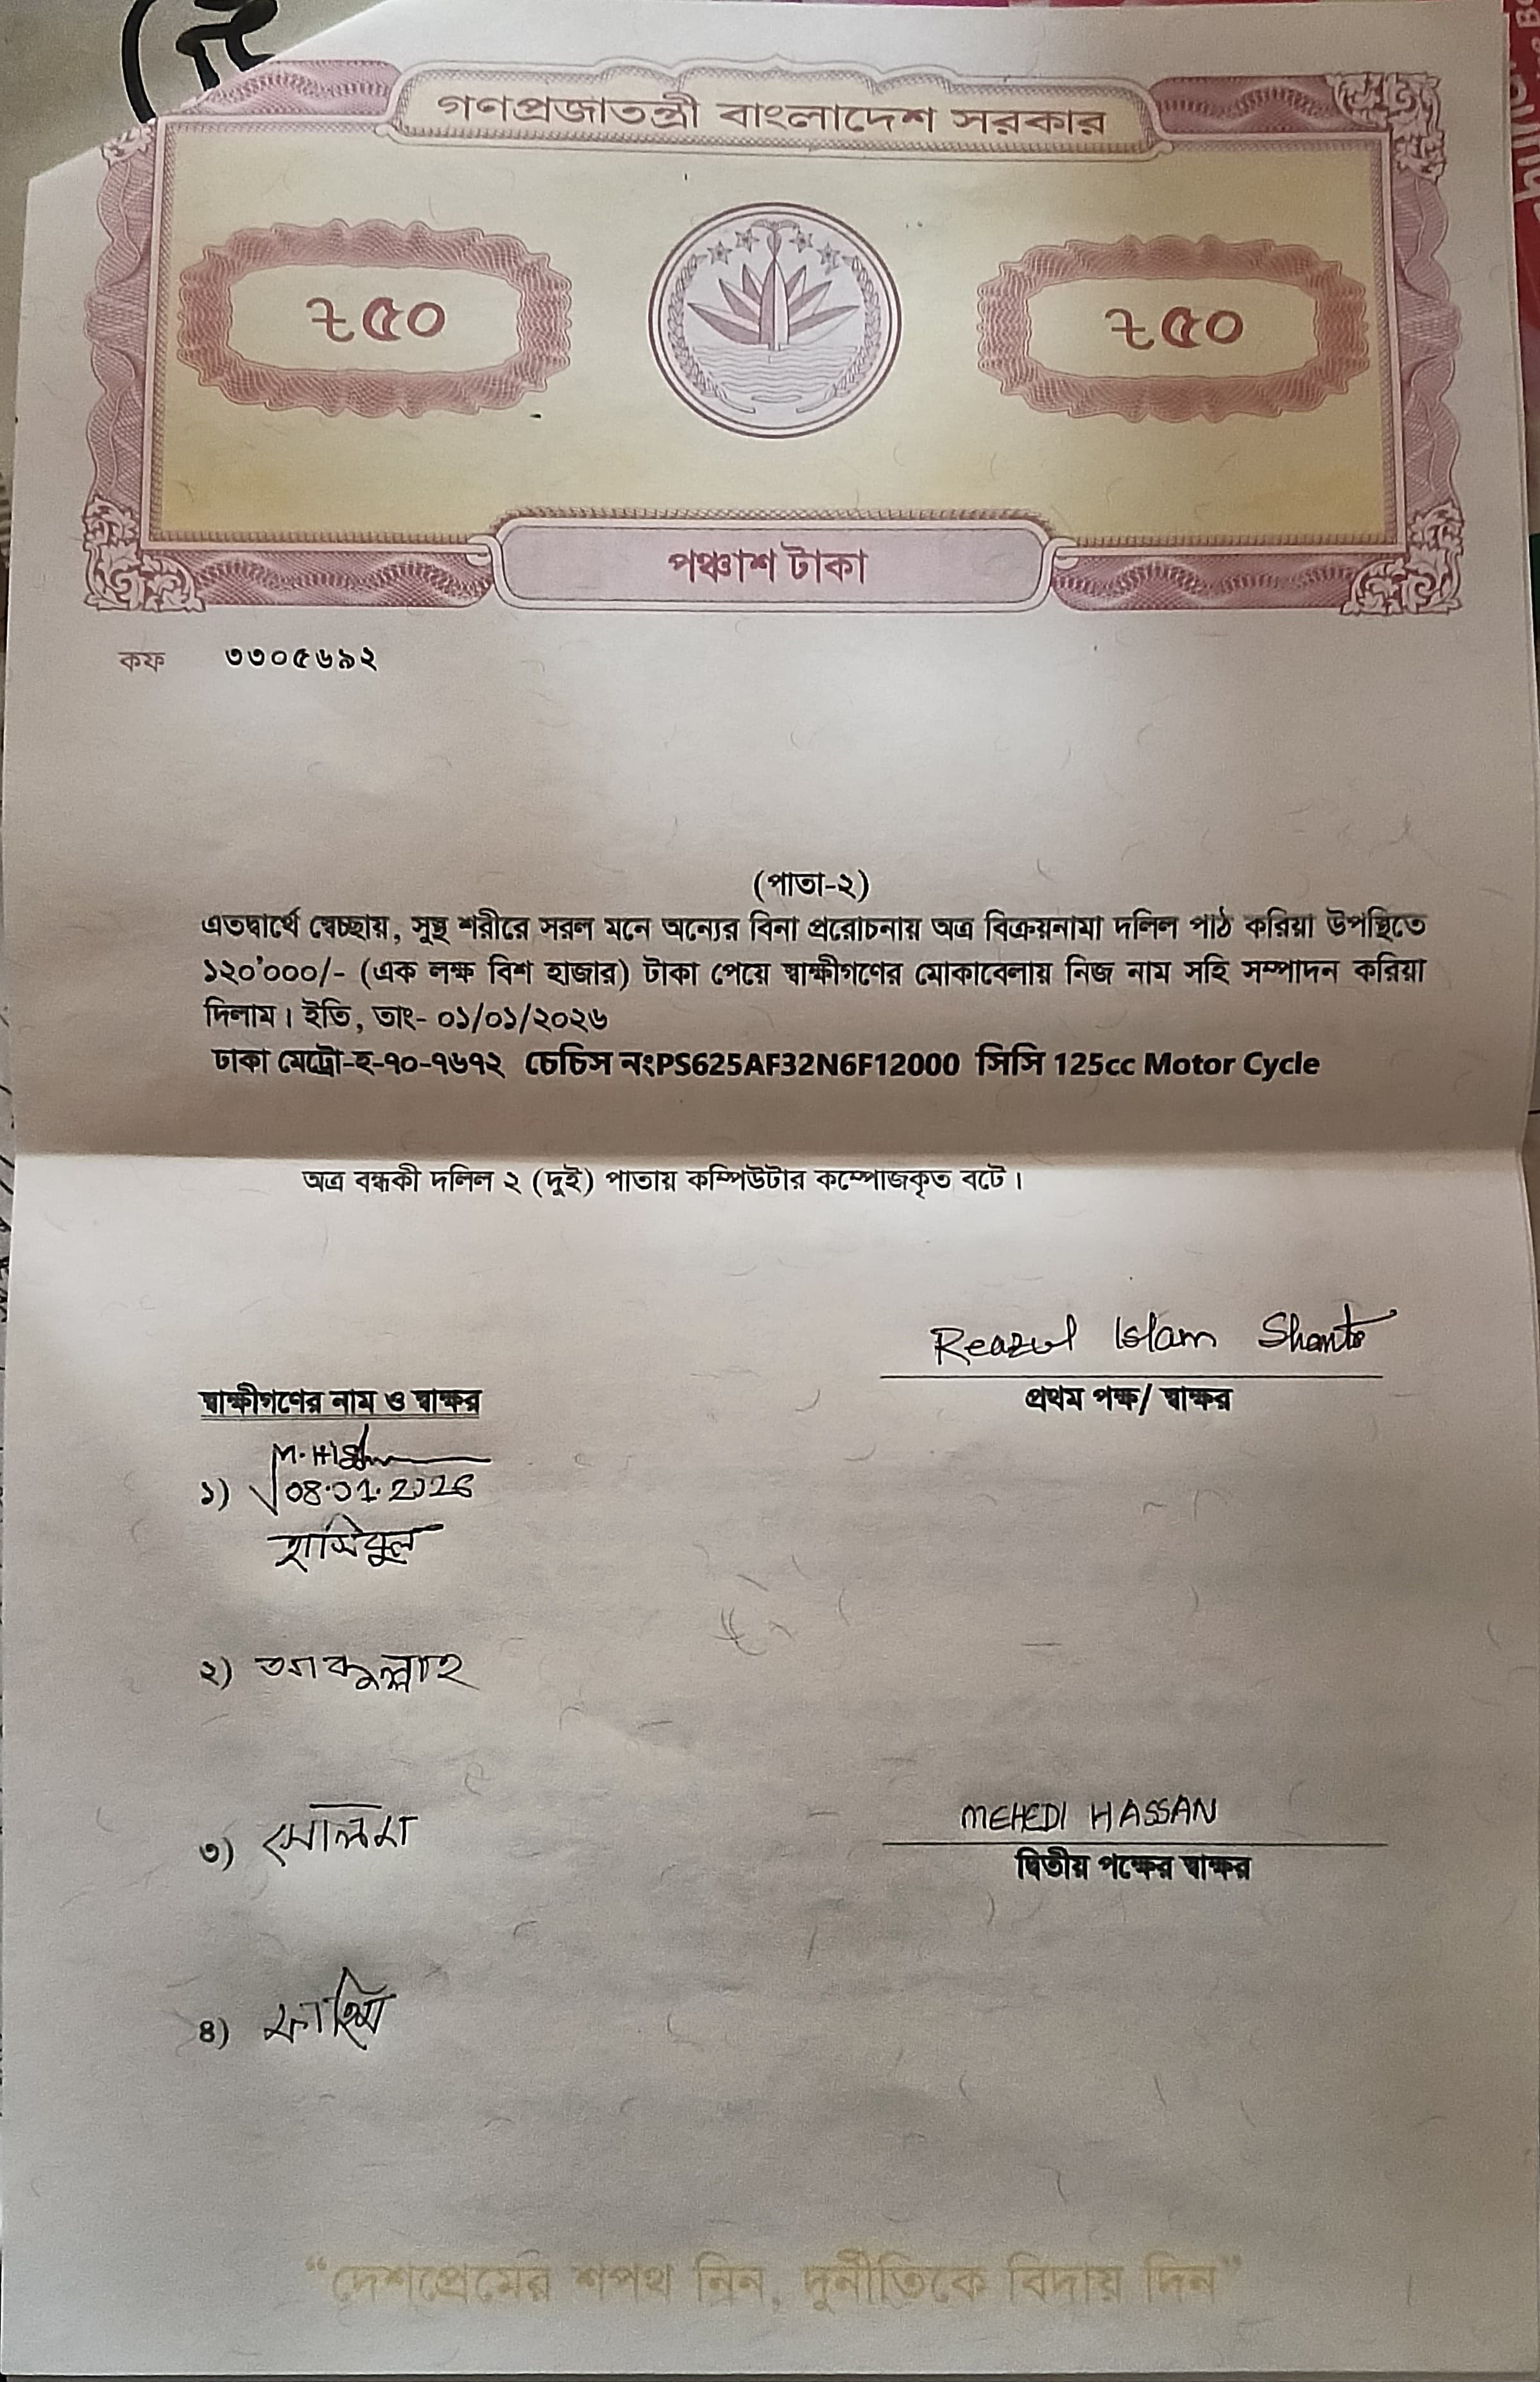 গণপ্রজাতন্ত্রী বাংলাদেশ সরকার
৳৫০ ৳৫০
পঞ্চাশ টাকা
কফ ৩৩০৫৬৯২
(পাতা-২)
এতদ্বার্থে স্বেচ্ছায়, সুস্থ শরীরে সরল মনে অন্যের বিনা প্ররোচনায় অত্র বিক্রয়নামা দলিল পাঠ করিয়া উপস্থিতে
১২০'০০০/- (এক লক্ষ বিশ হাজার) টাকা পেয়ে স্বাক্ষীগণের মোকাবেলায় নিজ নাম সহি সম্পাদন করিয়া
দিলাম। ইতি, তাং- ০১/০১/২০২৬
ঢাকা মেট্রো-হ-৭০-৭৬৭২ চেচিস নংPS625AF32N6F12000 সিসি 125cc Motor Cycle
অত্র বন্ধকী দলিল ২ (দুই) পাতায় কম্পিউটার কম্পোজকৃত বটে।
Reazul Islam Shanto
প্রথম পক্ষ/ স্বাক্ষর
স্বাক্ষীগণের নাম ও স্বাক্ষর
১) 08.01.2026
হাসিবুল
২)
৩)
MEHEDI HASSAN
দ্বিতীয় পক্ষের স্বাক্ষর
৪)
“দেশপ্রেমের শপথ নিন, দুর্নীতিকে বিদায় দিন”